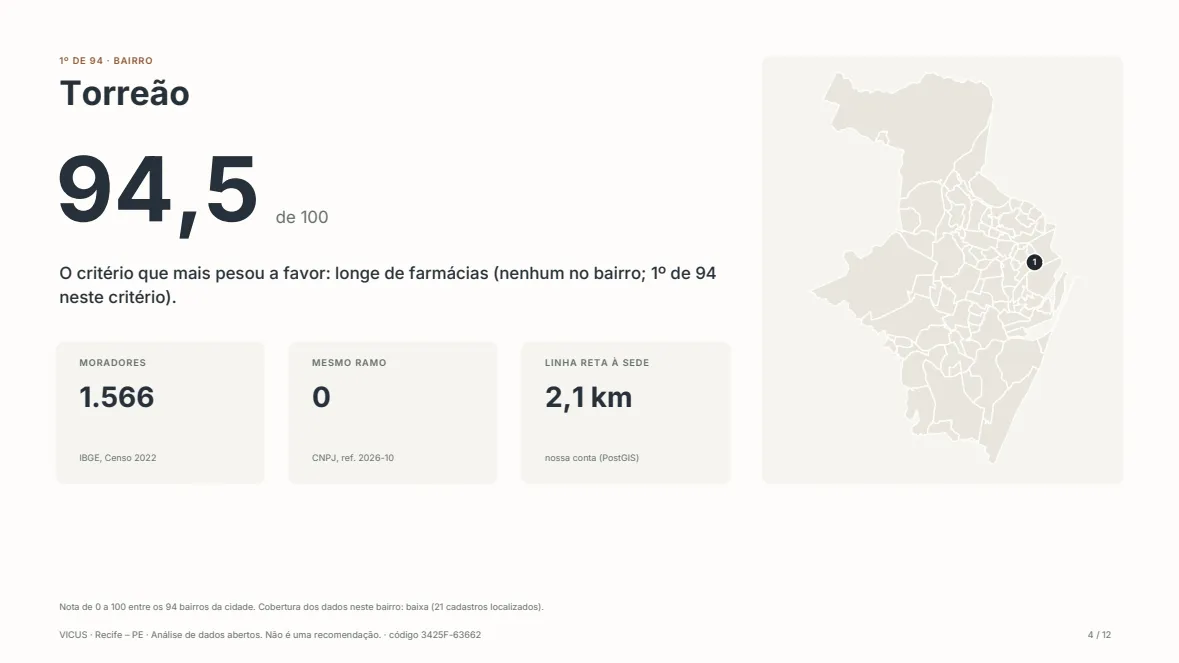 1º DE 94 · BAIRRO
Torreão
94,5 de 100
O critério que mais pesou a favor: longe de farmácias (nenhum no bairro; 1º de 94
neste critério).
MORADORES
1.566
IBGE, Censo 2022
MESMO RAMO
0
CNPJ, ref. 2026-10
LINHA RETA À SEDE
2,1 km
nossa conta (PostGIS)
1
Nota de 0 a 100 entre os 94 bairros da cidade. Cobertura dos dados neste bairro: baixa (21 cadastros localizados).
VICUS · Recife – PE · Análise de dados abertos. Não é uma recomendação. · código 3425F-63662
4 / 12